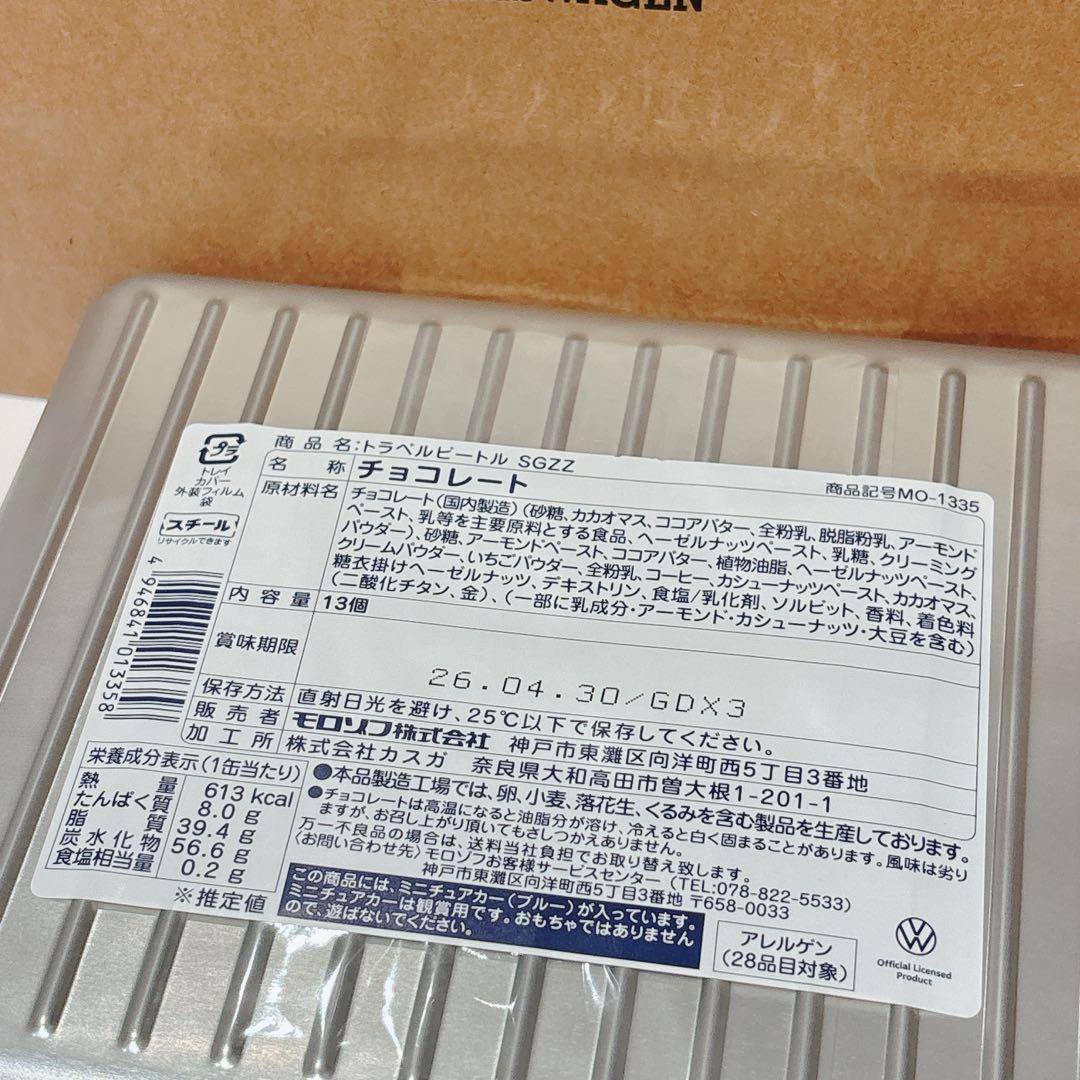 商品名:トラベルビートル SGZZ
商品記号MO-1335
プラ
トレイ
カバー
外装フィルム
袋
スチール
リサイクルできます
4 946841 013358
名称 チョコレート
原材料名 チョコレート(国内製造)(砂糖、カカオマス、ココアバター、全粉乳、脱脂粉乳、アーモンド
ペースト、乳等を主要原料とする食品、ヘーゼルナッツペースト、乳糖、クリーミング
パウダー)、砂糖、アーモンドペースト、ココアバター、植物油脂、ヘーゼルナッツペースト、
クリームパウダー、いちごパウダー、全粉乳、コーヒー、カシューナッツペースト、カカオマス、
糖衣掛けヘーゼルナッツ、デキストリン、食塩/乳化剤、ソルビット、香料、着色料
(二酸化チタン、金)、(一部に乳成分・アーモンド・カシューナッツ・大豆を含む)
内容量 13個
賞味期限 26.04.30/GDX3
保存方法 直射日光を避け、25℃以下で保存してください。
販売者 モロゾフ株式会社 神戸市東灘区向洋町西5丁目3番地
加工所 株式会社カスガ 奈良県大和高田市曽大根1-201-1
栄養成分表示(1缶当たり)
熱量 613 kcal
たんぱく質 8.0 g
脂質 39.4 g
炭水化物 56.6 g
食塩相当量 0.2 g
※推定値
●本品製造工場では、卵、小麦、落花生、くるみを含む製品を生産しております。
●チョコレートは高温になると油脂分が溶け、冷えると白く固まることがあります。風味は劣り
ますが、お召し上がり頂いてもさしつかえありません。
万一不良品の場合は、送料当社負担でお取り替え致します。
〈お問い合わせ先〉モロゾフお客様サービスセンター (TEL:078-822-5533)
神戸市東灘区向洋町西5丁目3番地 〒658-0033
この商品には、ミニチュアカー(ブルー)が入っています。
ミニチュアカーは観賞用です。おもちゃではありません
ので、遊ばないでください。
アレルゲン
(28品目対象)
Official Licensed
Product